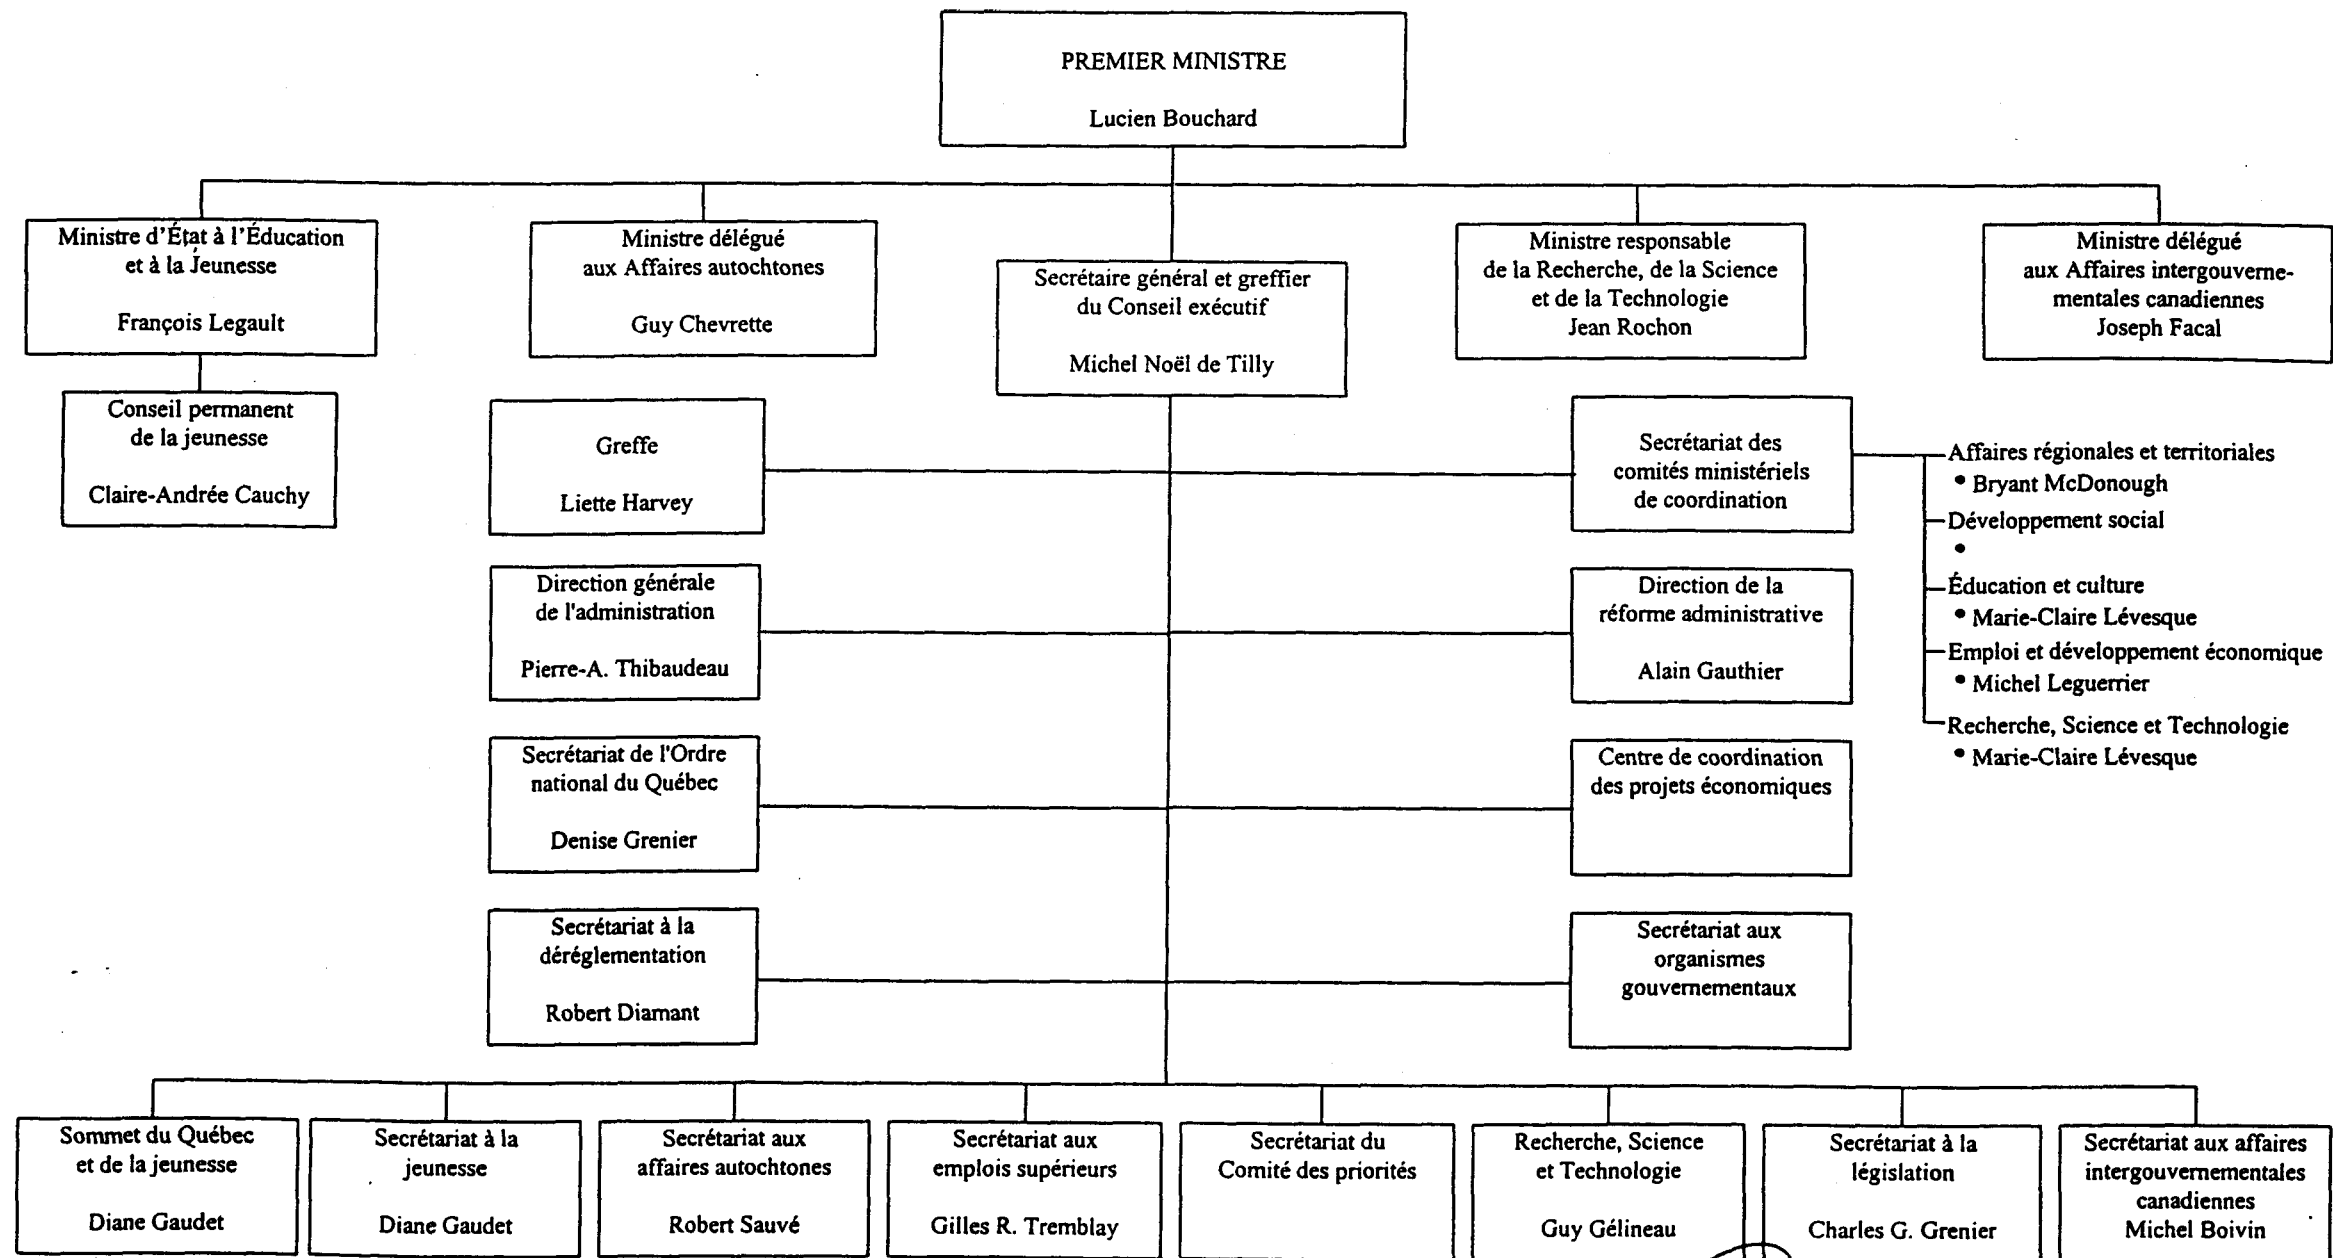 PREMIER MINISTRE
Lucien Bouchard
Ministre d'État à l'Éducation
et à la Jeunesse
François Legault
Ministre délégué
aux Affaires autochtones
Guy Chevrette
Secrétaire général et greffier
du Conseil exécutif
Michel Noël de Tilly
Ministre responsable
de la Recherche, de la Science
et de la Technologie
Jean Rochon
Ministre délégué
aux Affaires intergouverne-
mentales canadiennes
Joseph Facal
Conseil permanent
de la jeunesse
Claire-Andrée Cauchy
Greffe
Liette Harvey
Secrétariat des
comités ministériels
de coordination
Affaires régionales et territoriales
• Bryant McDonough
Développement social
•
Éducation et culture
• Marie-Claire Lévesque
Emploi et développement économique
• Michel Leguerrier
Recherche, Science et Technologie
• Marie-Claire Lévesque
Direction générale
de l'administration
Pierre-A. Thibaudeau
Direction de la
réforme administrative
Alain Gauthier
Secrétariat de l'Ordre
national du Québec
Denise Grenier
Centre de coordination
des projets économiques
Secrétariat à la
déréglementation
Robert Diamant
Secrétariat aux
organismes
gouvernementaux
Sommet du Québec
et de la jeunesse
Diane Gaudet
Secrétariat à la
jeunesse
Diane Gaudet
Secrétariat aux
affaires autochtones
Robert Sauvé
Secrétariat aux
emplois supérieurs
Gilles R. Tremblay
Secrétariat du
Comité des priorités
Recherche, Science
et Technologie
Guy Gélineau
Secrétariat à la
législation
Charles G. Grenier
Secrétariat aux affaires
intergouvernementales
canadiennes
Michel Boivin